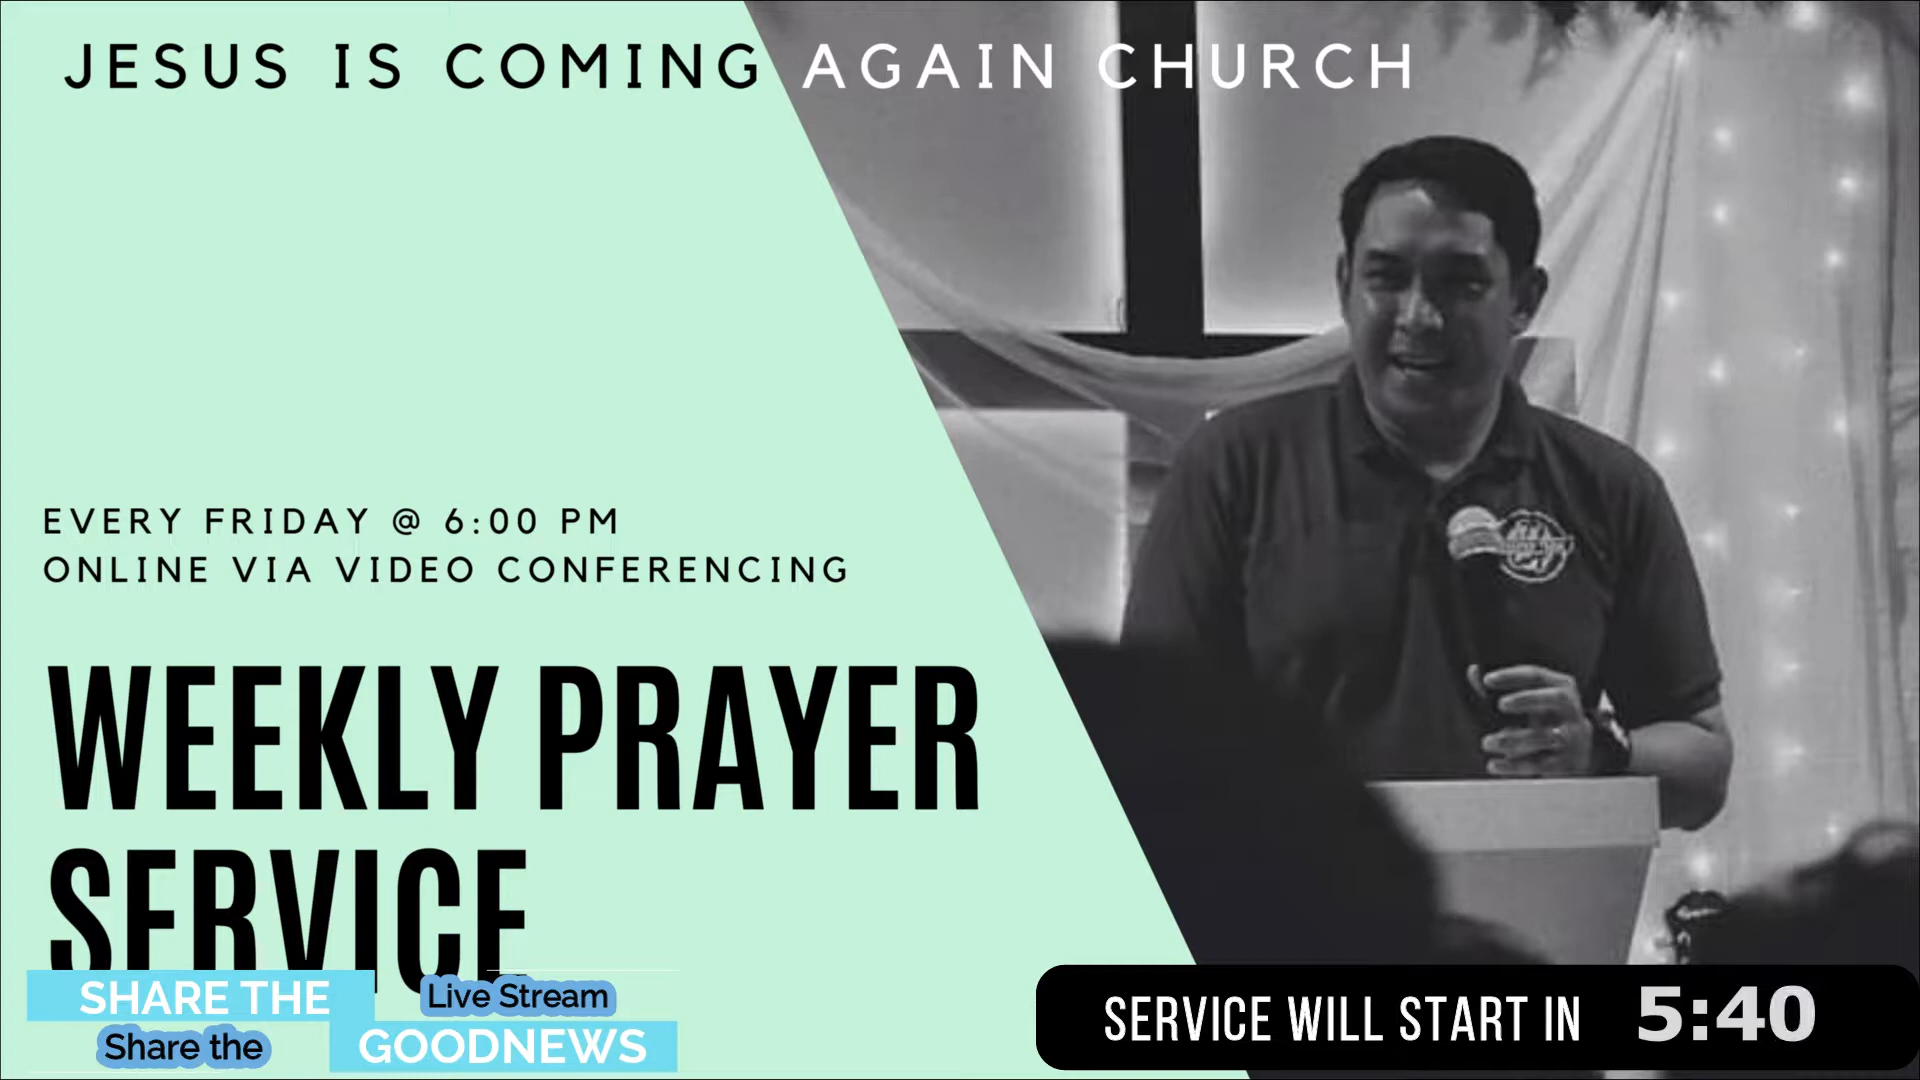 JESUS IS COMING AGAIN CHURCH
EVERY FRIDAY @ 6:00 PM
ONLINE VIA VIDEO CONFERENCING
WEEKLY PRAYER
SERVICE
SHARE THE
Live Stream
Share the
GOODNEWS
SERVICE WILL START IN 5:40